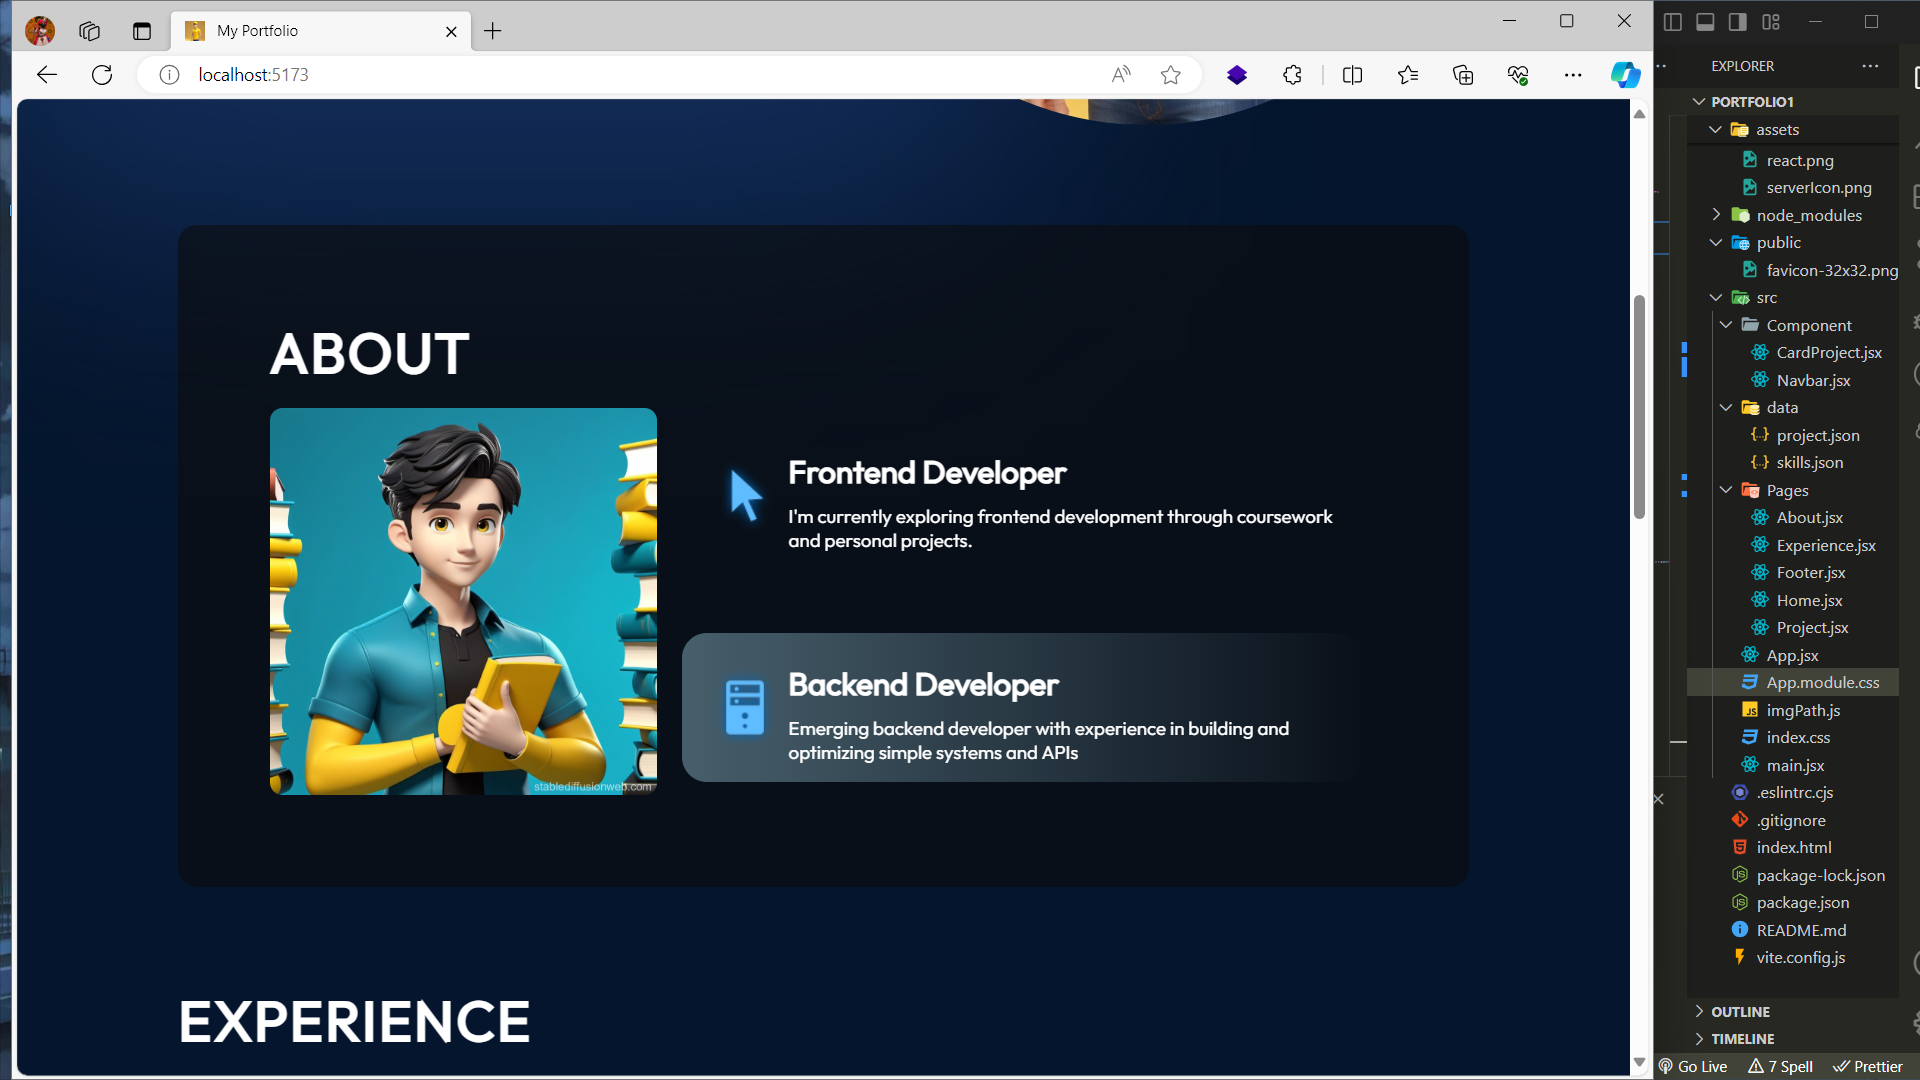 My Portfolio
localhost:5173
ABOUT
Frontend Developer
I'm currently exploring frontend development through coursework
and personal projects.
Backend Developer
Emerging backend developer with experience in building and
optimizing simple systems and APIs
stablediffusionweb.com
EXPERIENCE
EXPLORER
PORTFOLIO1
assets
react.png
serverIcon.png
node_modules
public
favicon-32x32.png
src
Component
CardProject.jsx
Navbar.jsx
data
project.json
skills.json
Pages
About.jsx
Experience.jsx
Footer.jsx
Home.jsx
Project.jsx
App.jsx
App.module.css
imgPath.js
index.css
main.jsx
.eslintrc.cjs
.gitignore
index.html
package-lock.json
package.json
README.md
vite.config.js
OUTLINE
TIMELINE
Go Live 7 Spell Prettier